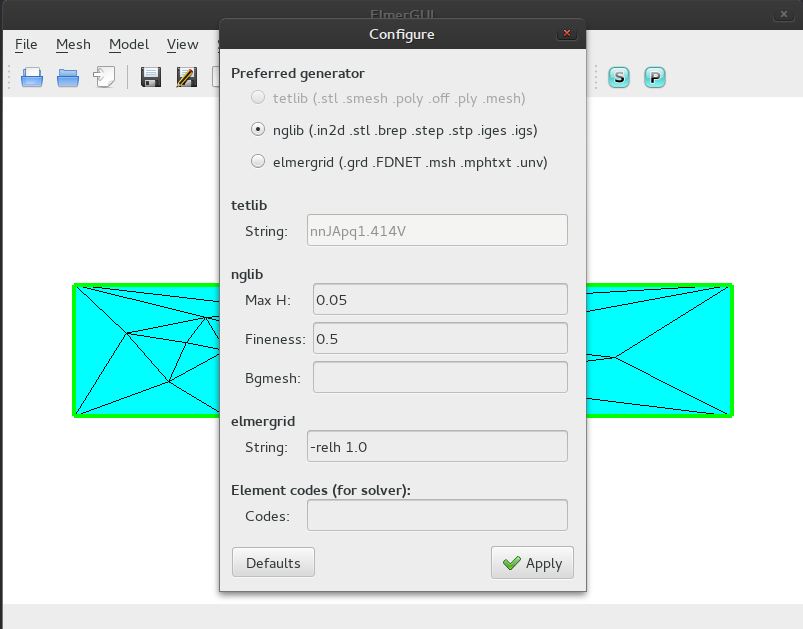 ElmerGUI
Configure
File Mesh Model View
S P
Preferred generator
tetlib (.stl .smesh .poly .off .ply .mesh)
nglib (.in2d .stl .brep .step .stp .iges .igs)
elmergrid (.grd .FDNET .msh .mphtxt .unv)
tetlib
String: nnJApq1.414V
nglib
Max H: 0.05
Fineness: 0.5
Bgmesh:
elmergrid
String: -relh 1.0
Element codes (for solver):
Codes:
Defaults Apply